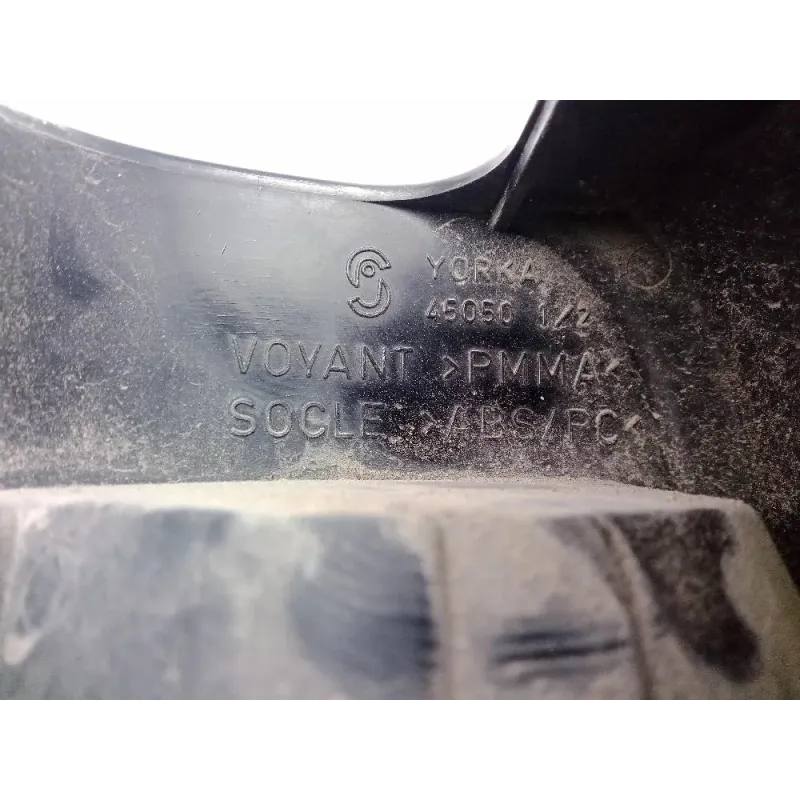 YORKA
45050 1/2
VOYANT >PMMA<
SOCLE >ABS/PC<